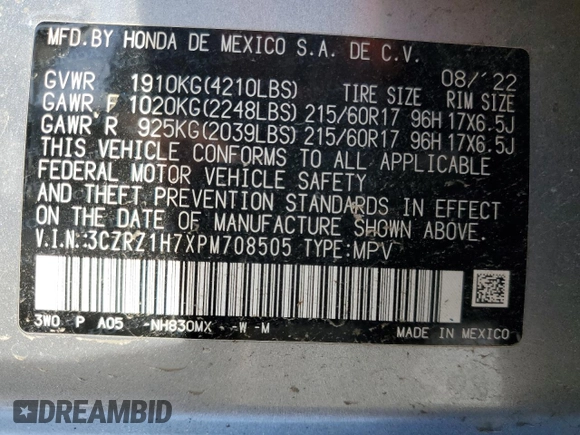 MFD.BY HONDA DE MEXICO S.A. DE C.V.
08/'22
GVWR 1910KG(4210LBS) TIRE SIZE RIM SIZE
GAWR F 1020KG(2248LBS) 215/60R17 96H 17X6.5J
GAWR R 925KG(2039LBS) 215/60R17 96H 17X6.5J
THIS VEHICLE CONFORMS TO ALL APPLICABLE
FEDERAL MOTOR VEHICLE SAFETY
AND THEFT PREVENTION STANDARDS IN EFFECT
ON THE DATE OF MANUFACTURE SHOWN ABOVE.
V.I.N:3CZRZ1H7XPM708505 TYPE:MPV
3W0 P A05 -NH830MX -W -M
MADE IN MEXICO
DREAMBID